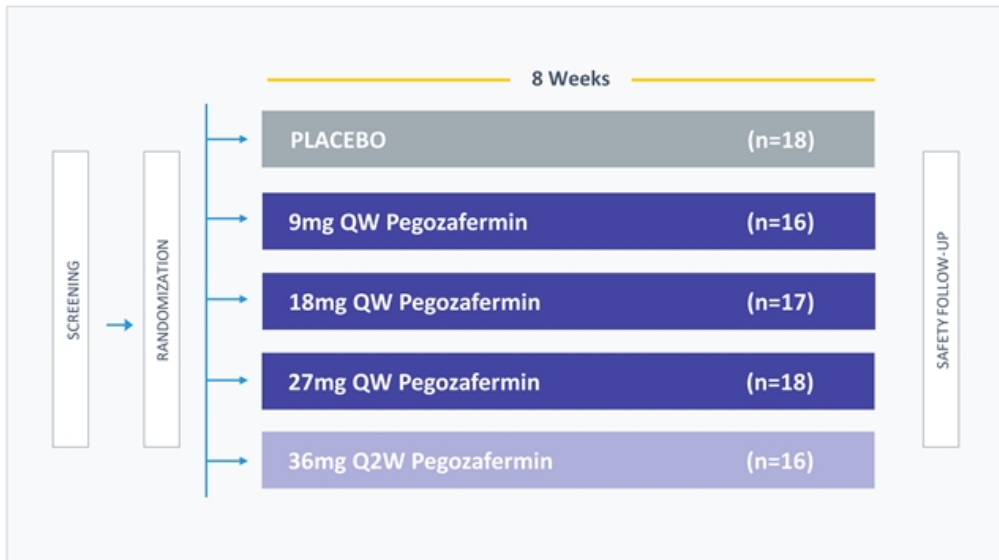 8 Weeks
SCREENING
RANDOMIZATION
PLACEBO (n=18)
9mg QW Pegozafermin (n=16)
18mg QW Pegozafermin (n=17)
27mg QW Pegozafermin (n=18)
36mg Q2W Pegozafermin (n=16)
SAFETY FOLLOW-UP